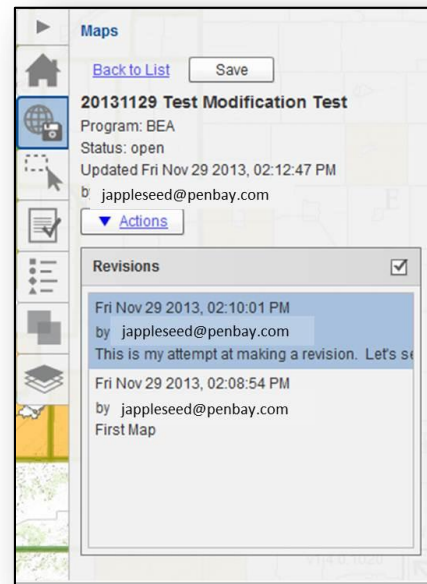 Maps
Back to List Save
20131129 Test Modification Test
Program: BEA
Status: open
Updated Fri Nov 29 2013, 02:12:47 PM
by jappleseed@penbay.com
▼ Actions
Revisions
Fri Nov 29 2013, 02:10:01 PM
by jappleseed@penbay.com
This is my attempt at making a revision. Let's se
Fri Nov 29 2013, 02:08:54 PM
by jappleseed@penbay.com
First Map